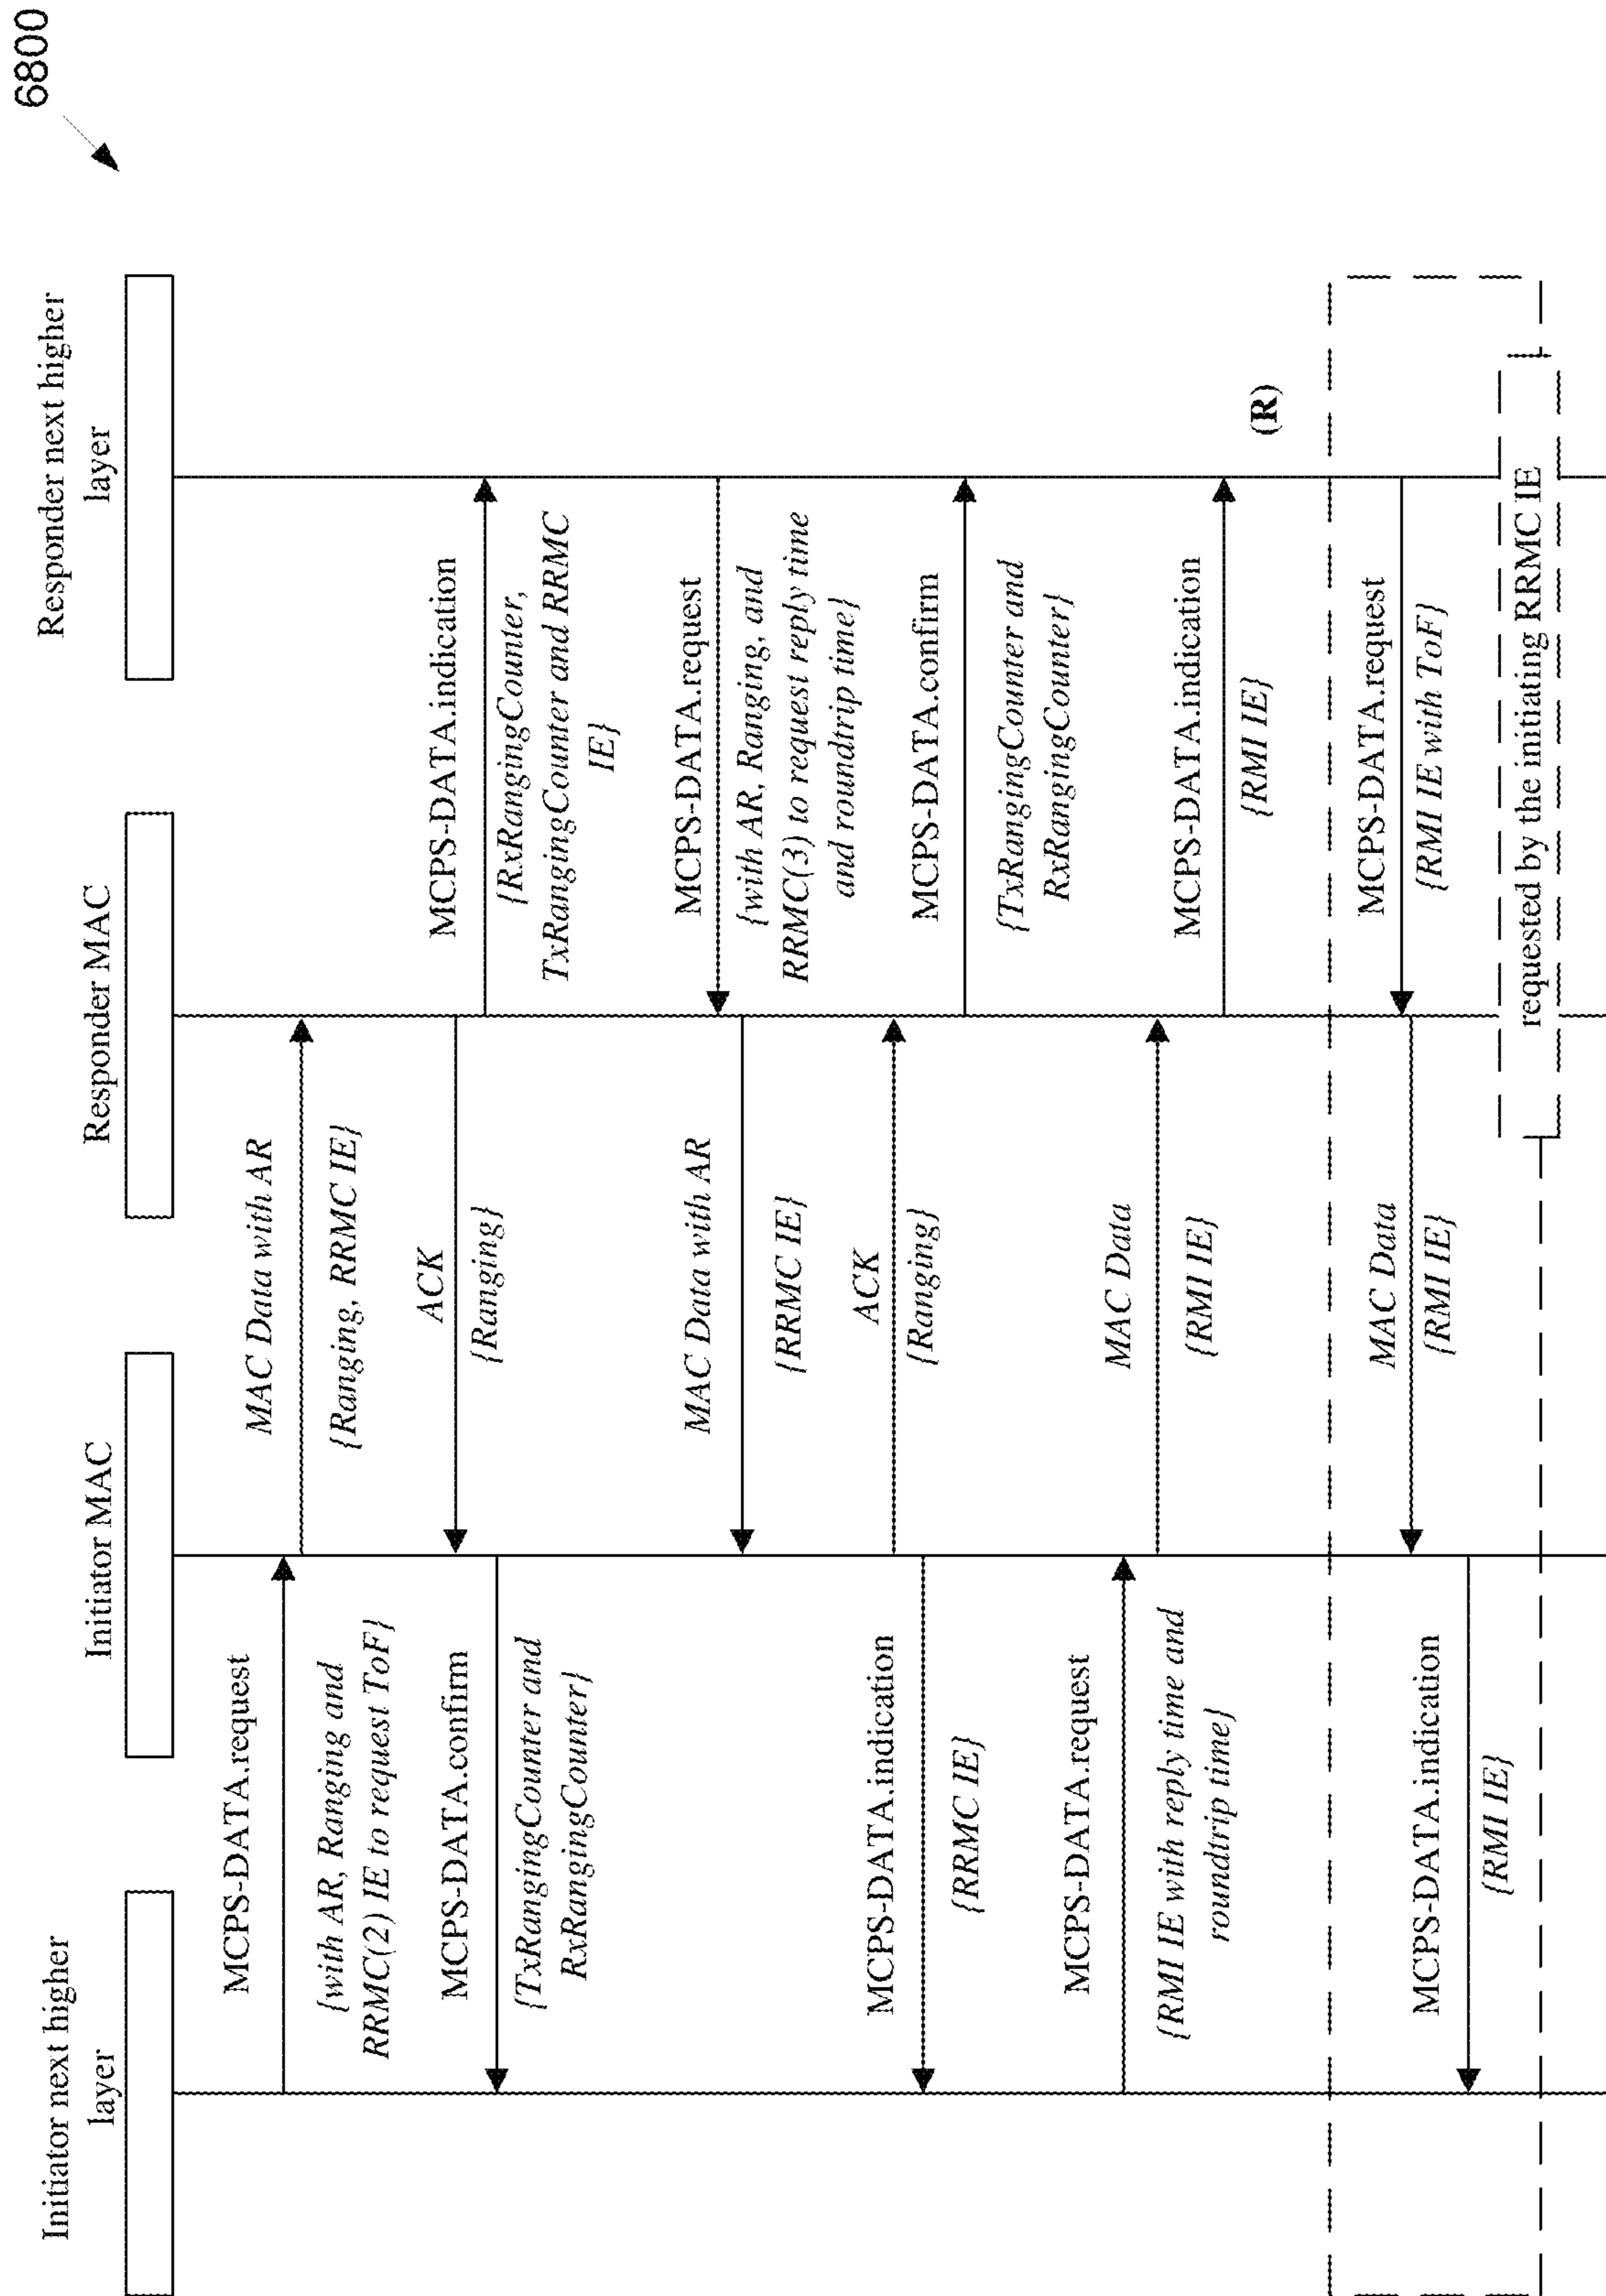 6800
Initiator next higher
layer
Initiator MAC
Responder MAC
Responder next higher
layer
MCPS-DATA.request
{with AR, Ranging and
RRMC(2) IE to request ToF}
MAC Data with AR
{Ranging, RRMC IE}
ACK
{Ranging}
MCPS-DATA.indication
{RxRangingCounter,
TxRangingCounter and RRMC
IE}
MCPS-DATA.confirm
{TxRangingCounter and
RxRangingCounter}
MCPS-DATA.request
{with AR, Ranging, and
RRMC(3) to request reply time
and roundtrip time}
MAC Data with AR
{RRMC IE}
ACK
{Ranging}
MCPS-DATA.indication
{RRMC IE}
MCPS-DATA.confirm
{TxRangingCounter and
RxRangingCounter}
MCPS-DATA.request
{RMI IE with reply time and
roundtrip time}
MAC Data
{RMI IE}
MCPS-DATA.indication
{RMI IE}
(R)
MCPS-DATA.request
{RMI IE with ToF}
MAC Data
{RMI IE}
MCPS-DATA.indication
{RMI IE}
requested by the initiating RRMC IE